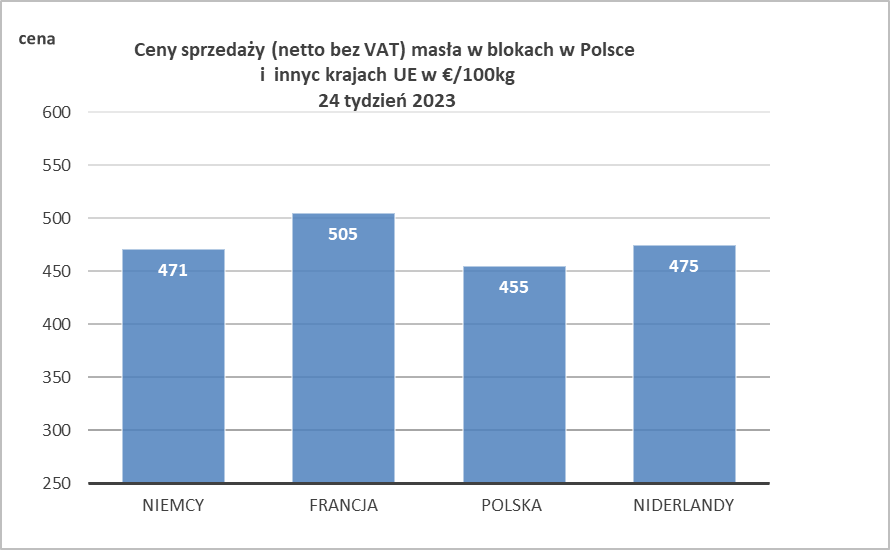 cena
Ceny sprzedaży (netto bez VAT) masła w blokach w Polsce
i innyc krajach UE w €/100kg
24 tydzień 2023
600
550
500
450
400
350
300
250
471
505
455
475
NIEMCY
FRANCJA
POLSKA
NIDERLANDY